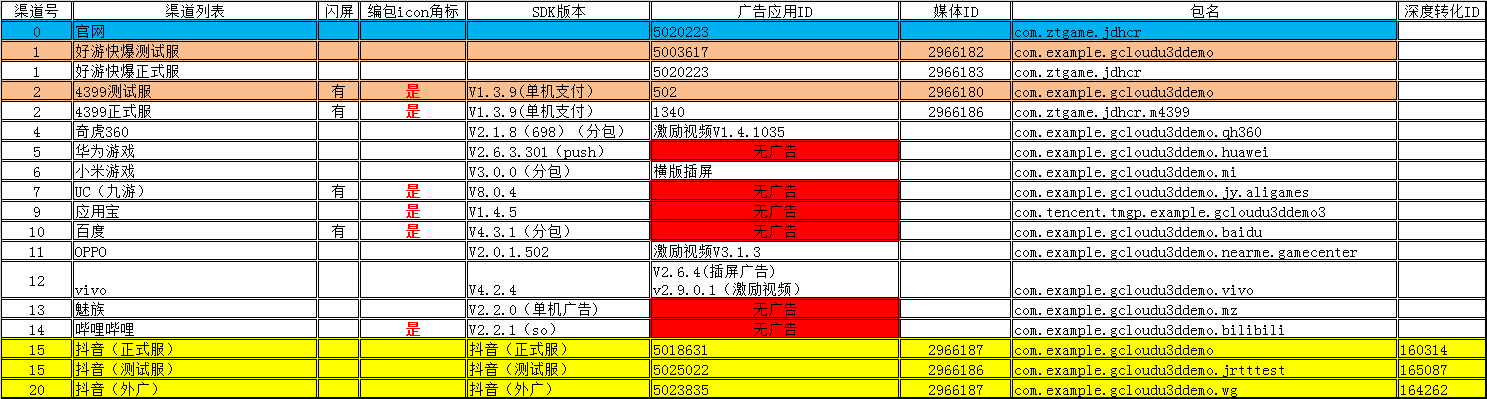 渠道号 渠道列表 闪屏 编包icon角标 SDK版本 广告应用ID 媒体ID 包名 深度转化ID
0 官网 5020223 com.ztgame.jdhcr
1 好游快爆测试服 5003617 2966182 com.example.gcloudu3ddemo
1 好游快爆正式服 5020223 2966183 com.ztgame.jdhcr
2 4399测试服 有 是 V1.3.9(单机支付) 502 2966180 com.example.gcloudu3ddemo
2 4399正式服 有 是 V1.3.9(单机支付) 1340 2966186 com.ztgame.jdhcr.m4399
4 奇虎360 V2.1.8（698）（分包） 激励视频V1.4.1035 com.example.gcloudu3ddemo.qh360
5 华为游戏 V2.6.3.301（push） 无广告 com.example.gcloudu3ddemo.huawei
6 小米游戏 V3.0.0（分包） 横版插屏 com.example.gcloudu3ddemo.mi
7 UC（九游） 有 是 V8.0.4 无广告 com.example.gcloudu3ddemo.jy.aligames
9 应用宝 是 V1.4.5 无广告 com.tencent.tmgp.example.gcloudu3ddemo3
10 百度 有 是 V4.3.1（分包） 无广告 com.example.gcloudu3ddemo.baidu
11 OPPO V2.0.1.502 激励视频V3.1.3 com.example.gcloudu3ddemo.nearme.gamecenter
V2.6.4(插屏广告)
12 vivo V4.2.4 v2.9.0.1（激励视频） com.example.gcloudu3ddemo.vivo
13 魅族 V2.2.0（单机广告） 无广告 com.example.gcloudu3ddemo.mz
14 哔哩哔哩 是 V2.2.1（so） 无广告 com.example.gcloudu3ddemo.bilibili
15 抖音（正式服） 抖音（正式服） 5018631 2966187 com.example.gcloudu3ddemo 160314
15 抖音（测试服） 抖音（测试服） 5025022 2966186 com.example.gcloudu3ddemo.jrtttest 165087
20 抖音（外广） 抖音（外广） 5023835 2966187 com.example.gcloudu3ddemo.wg 164262